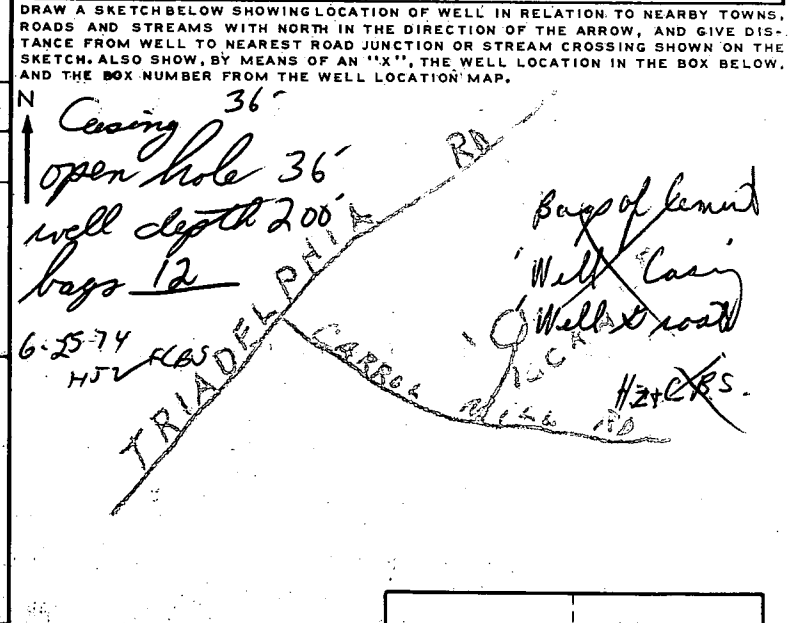 DRAW A SKETCH BELOW SHOWING LOCATION OF WELL IN RELATION TO NEARBY TOWNS,
ROADS AND STREAMS WITH NORTH IN THE DIRECTION OF THE ARROW, AND GIVE DIS-
TANCE FROM WELL TO NEAREST ROAD JUNCTION OR STREAM CROSSING SHOWN ON THE
SKETCH. ALSO SHOW, BY MEANS OF AN "X", THE WELL LOCATION IN THE BOX BELOW,
AND THE BOX NUMBER FROM THE WELL LOCATION MAP.
N
Casing 36'
open hole 36'
well depth 200'
bags 12
6-25-74
TRIADELPHIA RD
CARROL MILL RD
Bags of Cement
Well Casing
Well & road